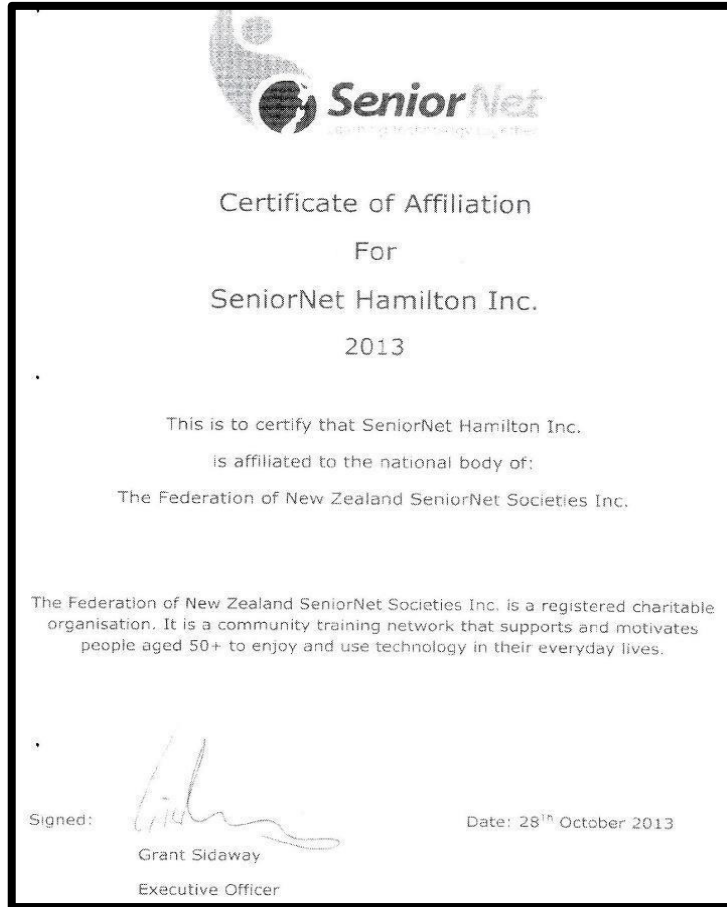 SeniorNet
Learning technology together
Certificate of Affiliation
For
SeniorNet Hamilton Inc.
2013
This is to certify that SeniorNet Hamilton Inc.
is affiliated to the national body of:
The Federation of New Zealand SeniorNet Societies Inc.
The Federation of New Zealand SeniorNet Societies Inc. is a registered charitable
organisation. It is a community training network that supports and motivates
people aged 50+ to enjoy and use technology in their everyday lives.
Signed:
Date: 28th October 2013
Grant Sidaway
Executive Officer